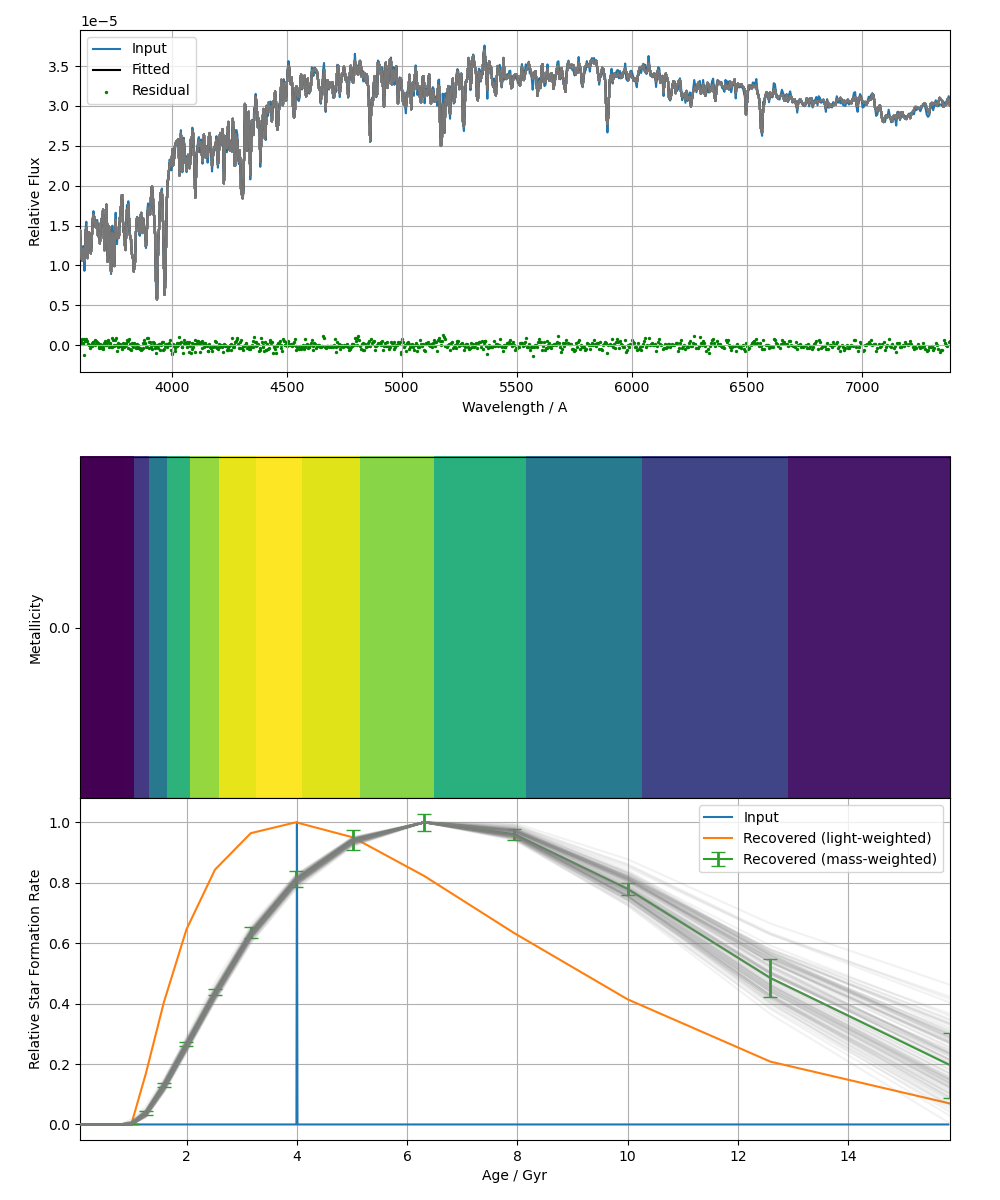 1e−5
Input
Fitted
Residual
3.5
3.0
2.5
2.0
1.5
1.0
0.5
0.0
Relative Flux
4000 4500 5000 5500 6000 6500 7000
Wavelength / A
Metallicity
0.0
Input
Recovered (light-weighted)
Recovered (mass-weighted)
1.0
0.8
0.6
0.4
0.2
0.0
Relative Star Formation Rate
2 4 6 8 10 12 14
Age / Gyr